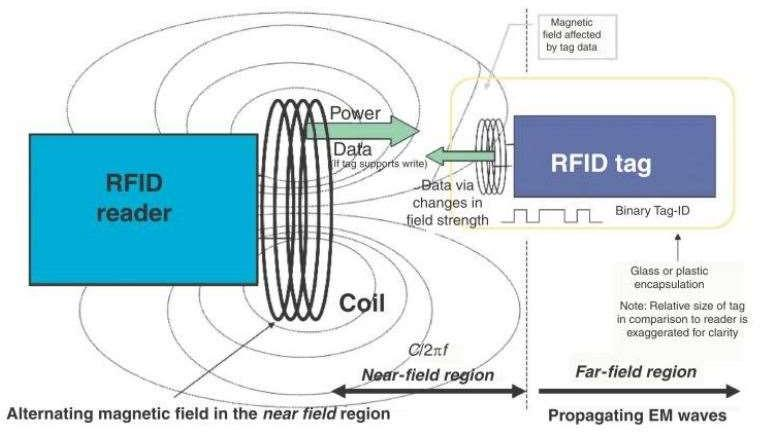 Magnetic
field affected
by tag data
Power
Data
(If tag supports write)
RFID
reader
RFID tag
Data via
changes in
field strength
Binary Tag-ID
Glass or plastic
encapsulation
Note: Relative size of tag
in comparison to reader is
exaggerated for clarity
Coil
C/2πf
Near-field region
Far-field region
Alternating magnetic field in the near field region
Propagating EM waves